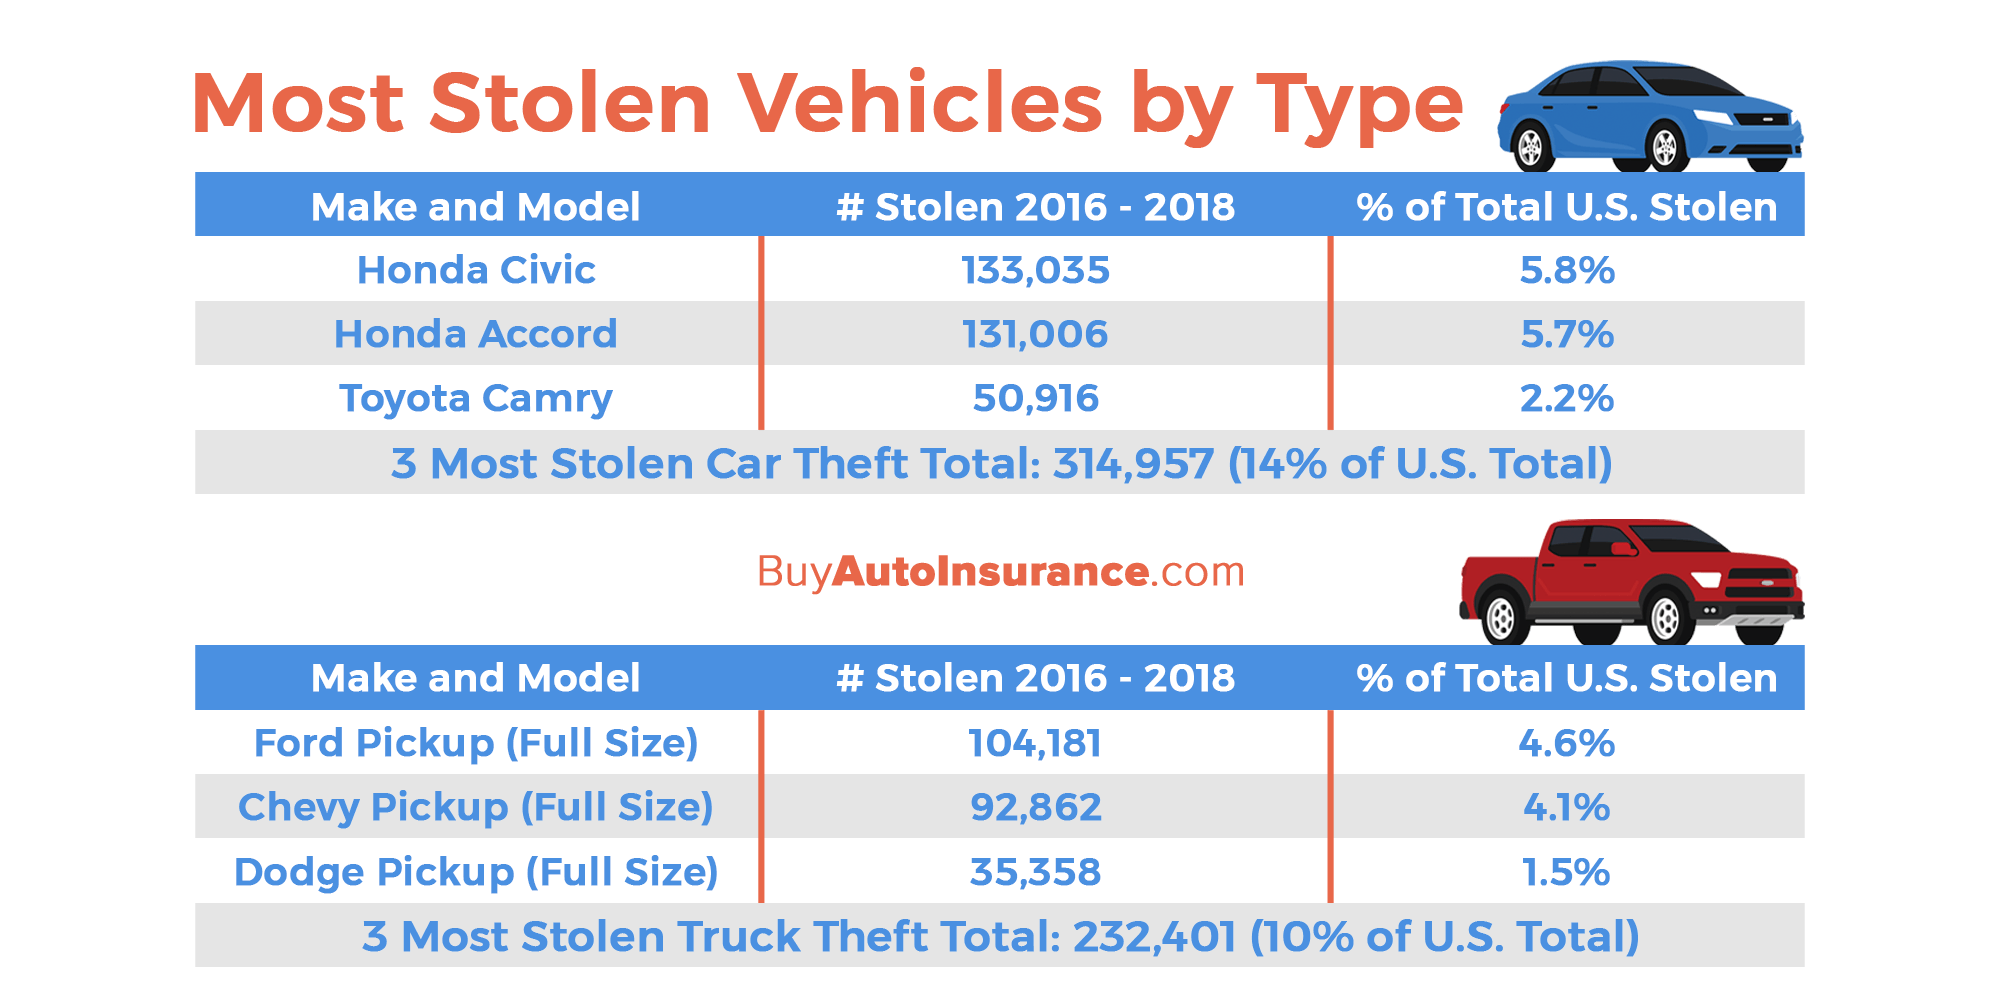 Most Stolen Vehicles by Type
Make and Model # Stolen 2016 - 2018 % of Total U.S. Stolen
Honda Civic 133,035 5.8%
Honda Accord 131,006 5.7%
Toyota Camry 50,916 2.2%
3 Most Stolen Car Theft Total: 314,957 (14% of U.S. Total)
BuyAutoInsurance.com
Make and Model # Stolen 2016 - 2018 % of Total U.S. Stolen
Ford Pickup (Full Size) 104,181 4.6%
Chevy Pickup (Full Size) 92,862 4.1%
Dodge Pickup (Full Size) 35,358 1.5%
3 Most Stolen Truck Theft Total: 232,401 (10% of U.S. Total)